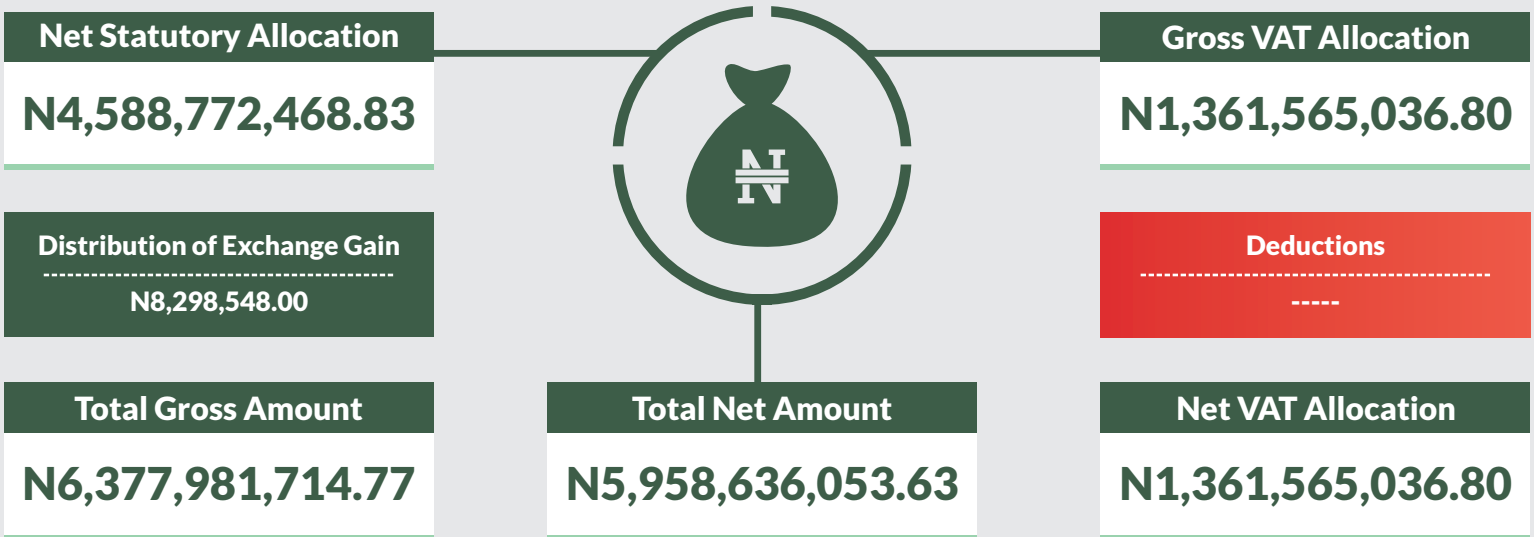 Net Statutory Allocation
N4,588,772,468.83
Gross VAT Allocation
N1,361,565,036.80
₦
Distribution of Exchange Gain
N8,298,548.00
Deductions
-----
Total Gross Amount
N6,377,981,714.77
Total Net Amount
N5,958,636,053.63
Net VAT Allocation
N1,361,565,036.80